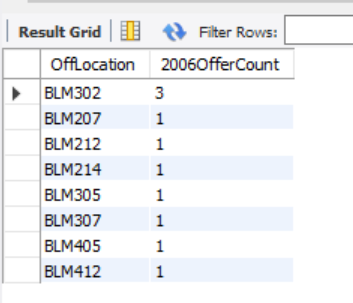 Result Grid Filter Rows:
OffLocation 2006OfferCount
BLM302 3
BLM207 1
BLM212 1
BLM214 1
BLM305 1
BLM307 1
BLM405 1
BLM412 1